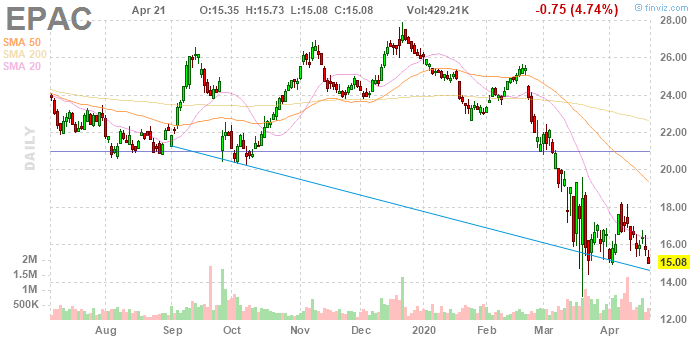 EPAC Apr 21 O:15.35 H:15.73 L:15.08 C:15.08 Vol:429.21K -0.75 (4.74%) © finviz.com
SMA 50
SMA 200
SMA 20
DAILY
28.00
26.00
24.00
22.00
20.00
18.00
16.00
15.08
14.00
12.00
2M
1.5M
1M
500K
Aug Sep Oct Nov Dec 2020 Feb Mar Apr